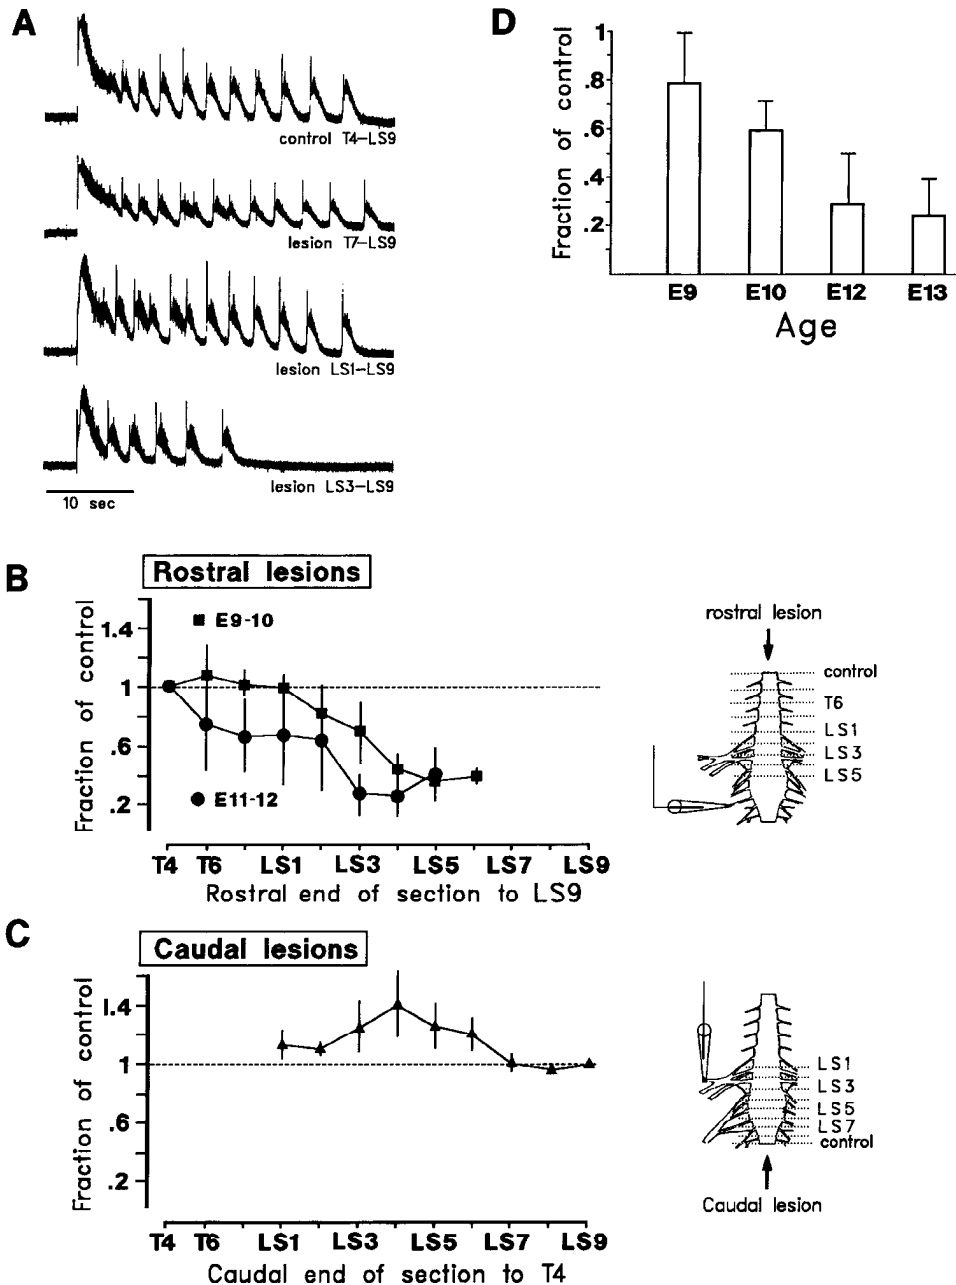 A
control T4–LS9
lesion T7–LS9
lesion LS1–LS9
lesion LS3–LS9
10 sec
D
Fraction of control
1
.8
.6
.4
.2
E9 E10 E12 E13
Age
B
Rostral lesions
Fraction of control
1.4
1
.6
.2
E9-10
E11-12
T4 T6 LS1 LS3 LS5 LS7 LS9
Rostral end of section to LS9
rostral lesion
control
T6
LS1
LS3
LS5
C
Caudal lesions
Fraction of control
1.4
1
.6
.2
T4 T6 LS1 LS3 LS5 LS7 LS9
Caudal end of section to T4
LS1
LS3
LS5
LS7
control
Caudal lesion